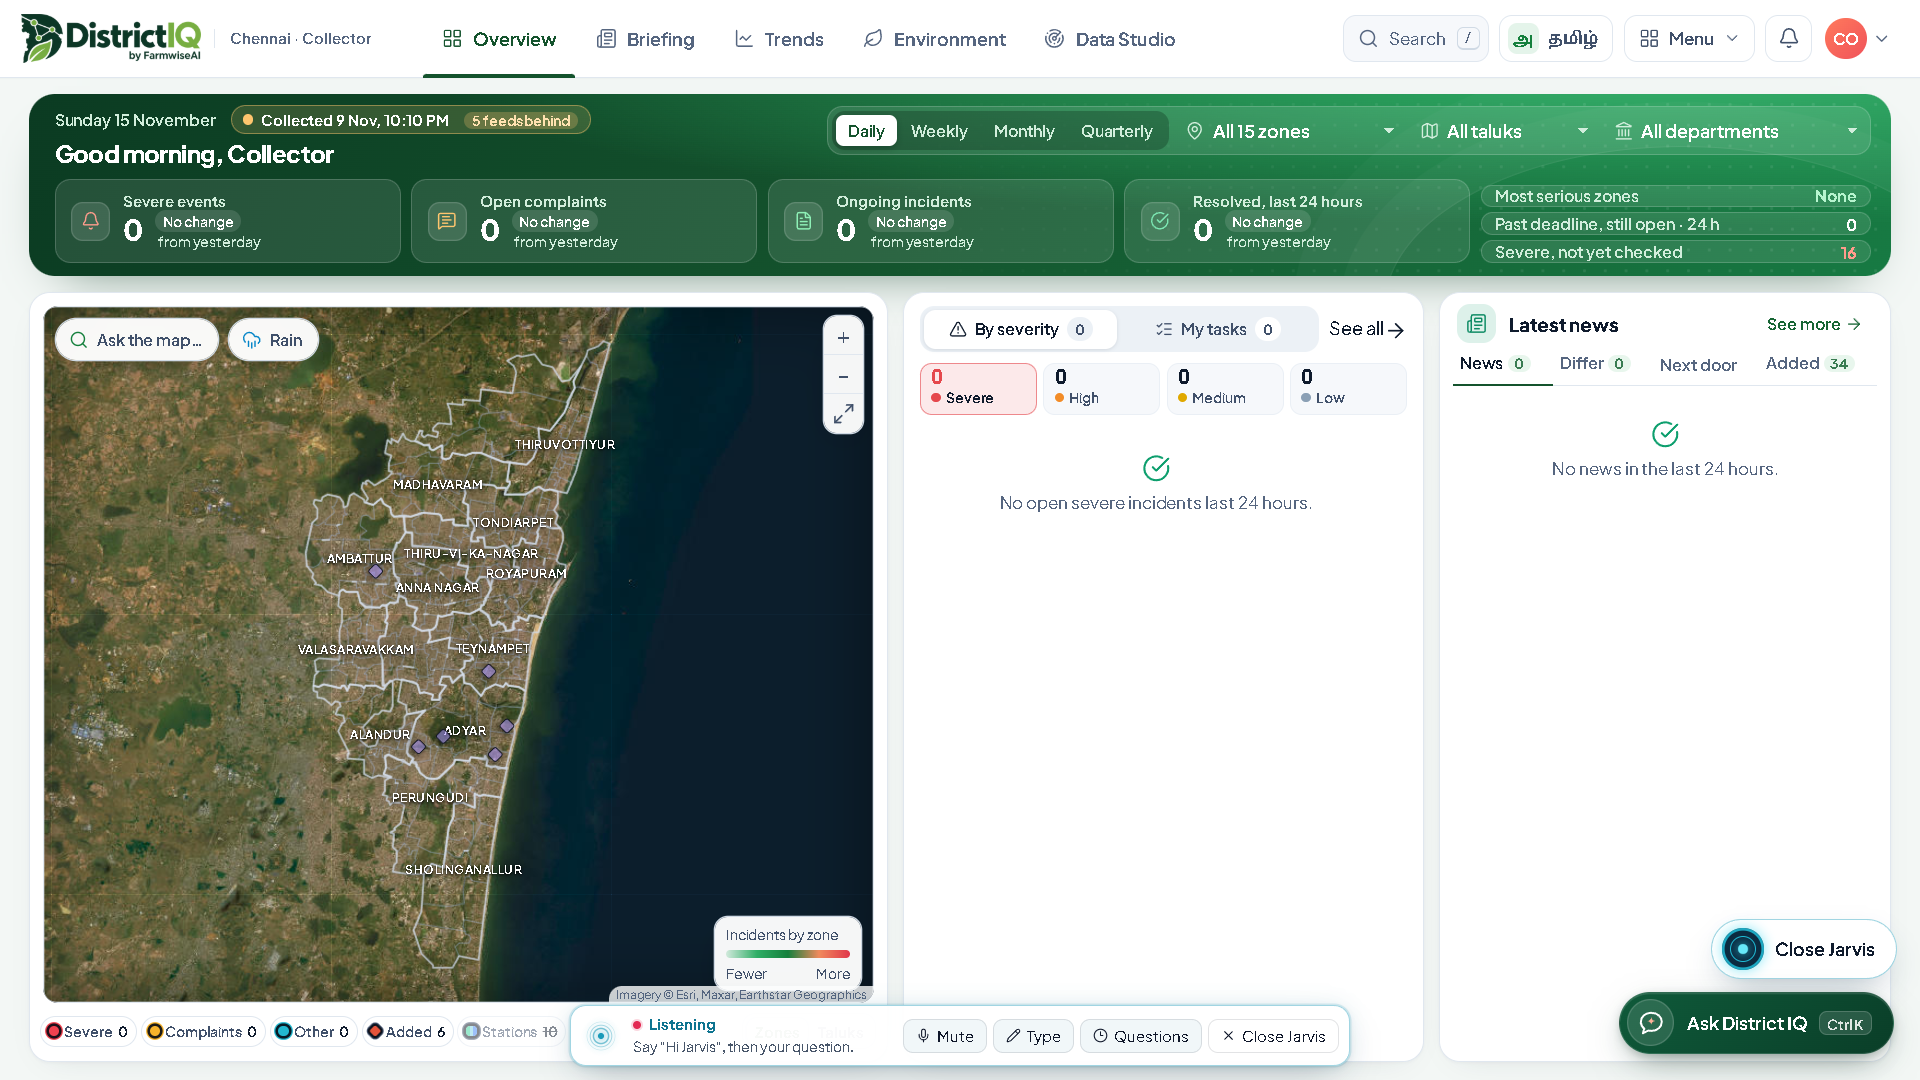 DistrictIQ
by FarmwiseAI
Chennai · Collector
Overview
Briefing
Trends
Environment
Data Studio
Search /
அ தமிழ்
Menu
CO
Sunday 15 November
Collected 9 Nov, 10:10 PM 5 feeds behind
Good morning, Collector
Daily Weekly Monthly Quarterly
All 15 zones
All taluks
All departments
Severe events
0 No change
from yesterday
Open complaints
0 No change
from yesterday
Ongoing incidents
0 No change
from yesterday
Resolved, last 24 hours
0 No change
from yesterday
Most serious zones None
Past deadline, still open · 24 h 0
Severe, not yet checked 16
Ask the map...
Rain
+
−
THIRUVOTTIYUR
MADHAVARAM
TONDIARPET
THIRU-VI-KA-NAGAR
AMBATTUR
ROYAPURAM
ANNA NAGAR
VALASARAVAKKAM
TEYNAMPET
ADYAR
ALANDUR
PERUNGUDI
SHOLINGANALLUR
Incidents by zone
Fewer More
Imagery © Esri, Maxar, Earthstar Geographics
Severe 0
Complaints 0
Other 0
Added 6
Stations 10
By severity 0
My tasks 0
See all
0 Severe
0 High
0 Medium
0 Low
No open severe incidents last 24 hours.
Latest news
See more
News 0
Differ 0
Next door
Added 34
No news in the last 24 hours.
Listening
Say "Hi Jarvis", then your question.
Mute
Type
Questions
Close Jarvis
Close Jarvis
Ask District IQ Ctrl K